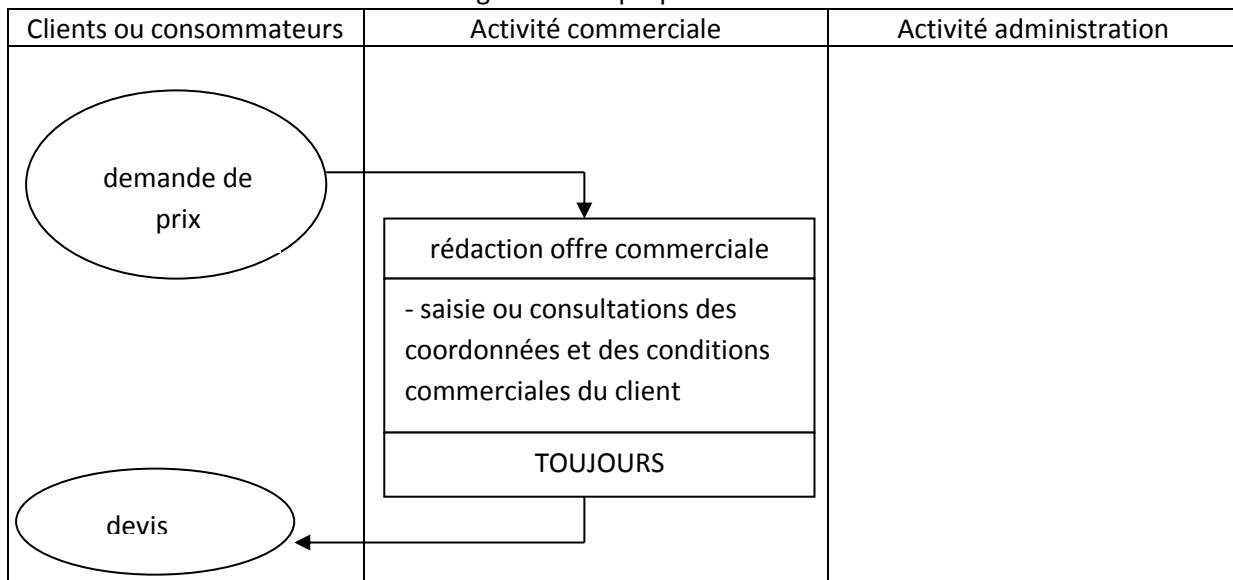 Clients ou consommateurs
Activité commerciale
Activité administration
demande de
prix
rédaction offre commerciale
- saisie ou consultations des
coordonnées et des conditions
commerciales du client
TOUJOURS
devis